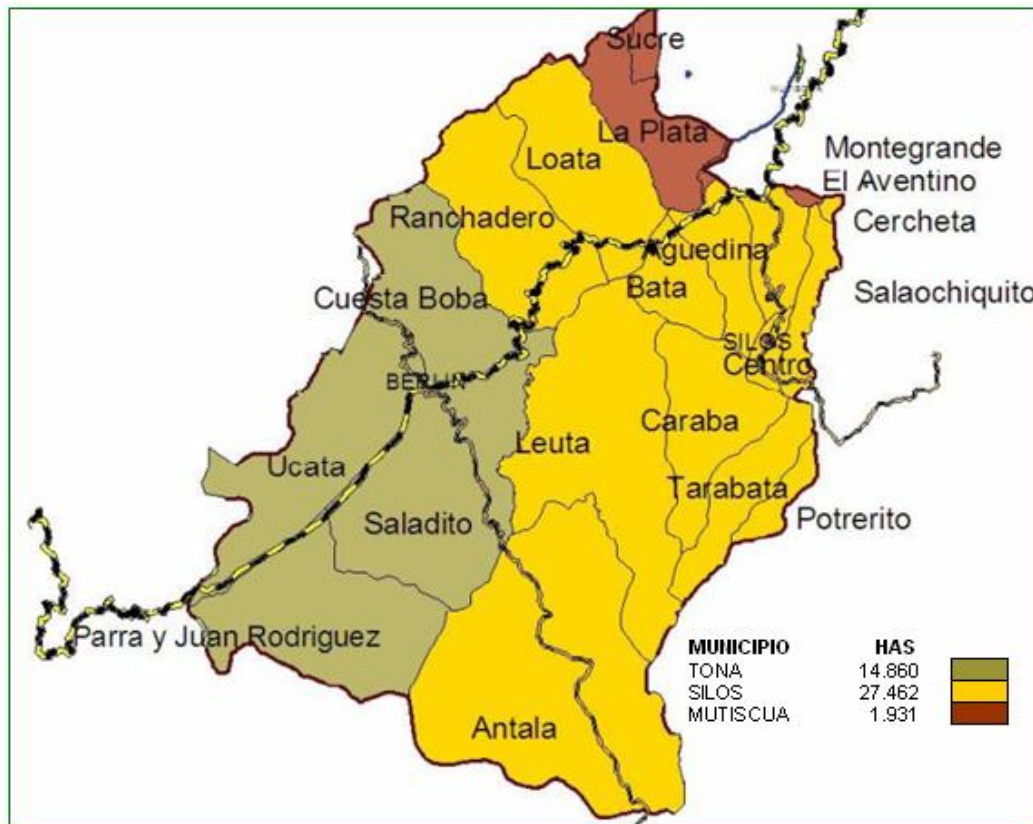 Sucre
La Plata
Loata
Montegrande
El Aventino
Cercheta
Ranchadero
Aguedina
Bata
Salaochiquito
Cuesta Boba
SILOS
Centro
BERLIN
Caraba
Leuta
Ucata
Tarabata
Saladito
Potrerito
Parra y Juan Rodriguez
Antala
MUNICIPIO HAS
TONA 14.860
SILOS 27.462
MUTISCUA 1.931